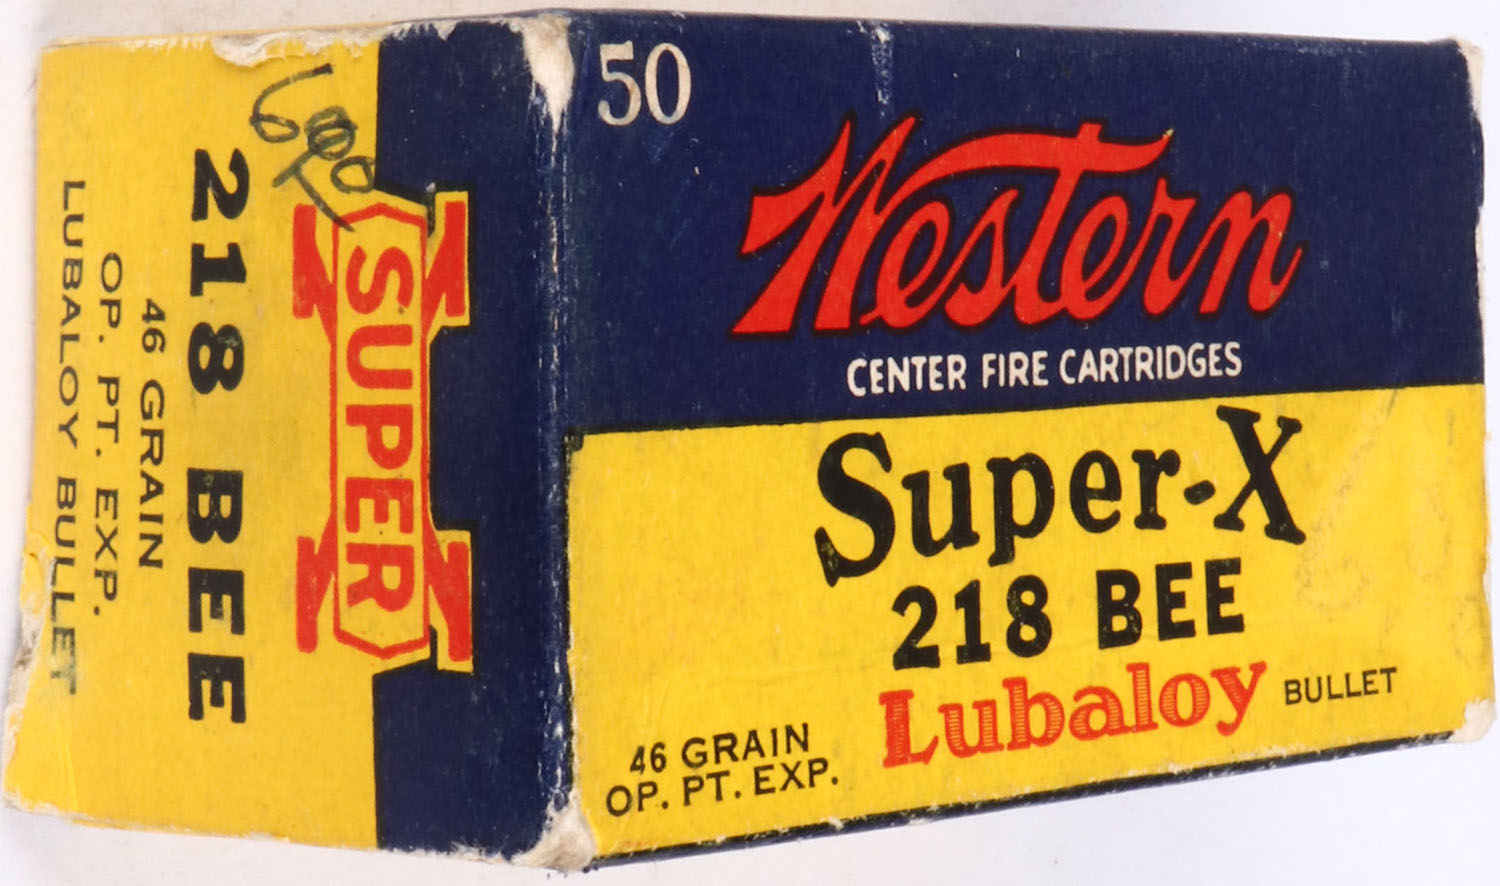 50
Western
CENTER FIRE CARTRIDGES
Super-X
218 BEE
Lubaloy BULLET
46 GRAIN
OP. PT. EXP.
SUPER X
218 BEE
46 GRAIN
OP. PT. EXP.
LUBALOY BULLET